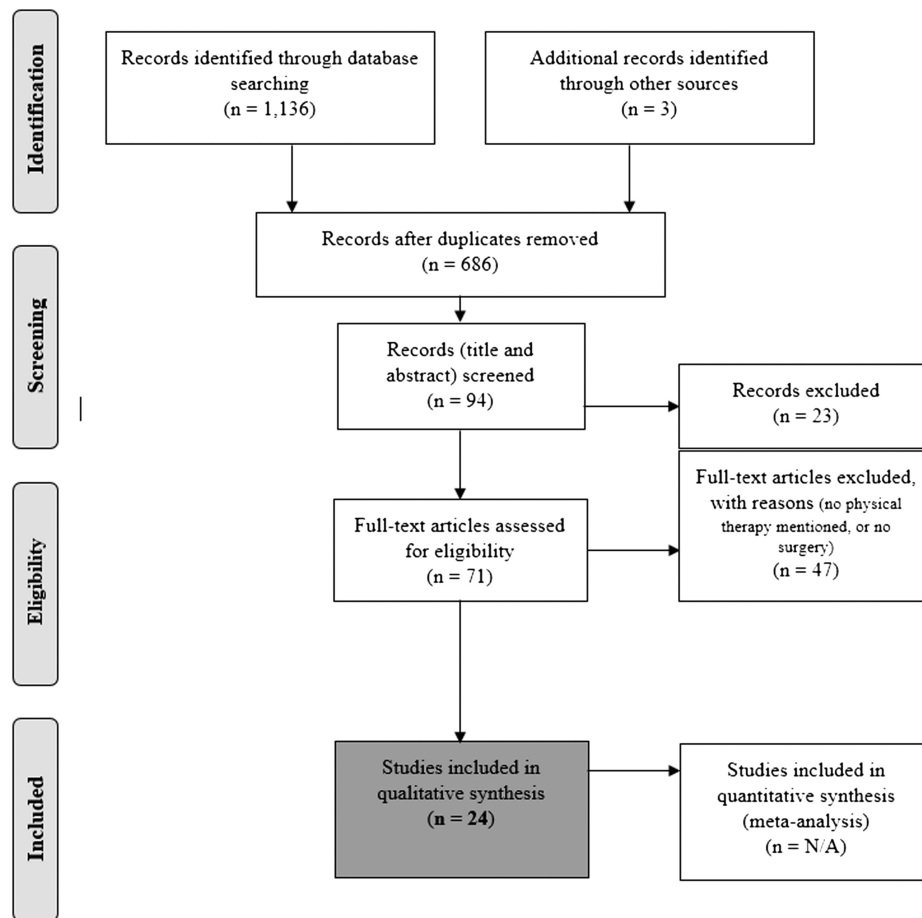 Identification
Records identified through database
searching
(n = 1,136)
Additional records identified
through other sources
(n = 3)
Records after duplicates removed
(n = 686)
Screening
Records (title and
abstract) screened
(n = 94)
Records excluded
(n = 23)
Eligibility
Full-text articles assessed
for eligibility
(n = 71)
Full-text articles excluded,
with reasons (no physical
therapy mentioned, or no
surgery)
(n = 47)
Included
Studies included in
qualitative synthesis
(n = 24)
Studies included in
quantitative synthesis
(meta-analysis)
(n = N/A)